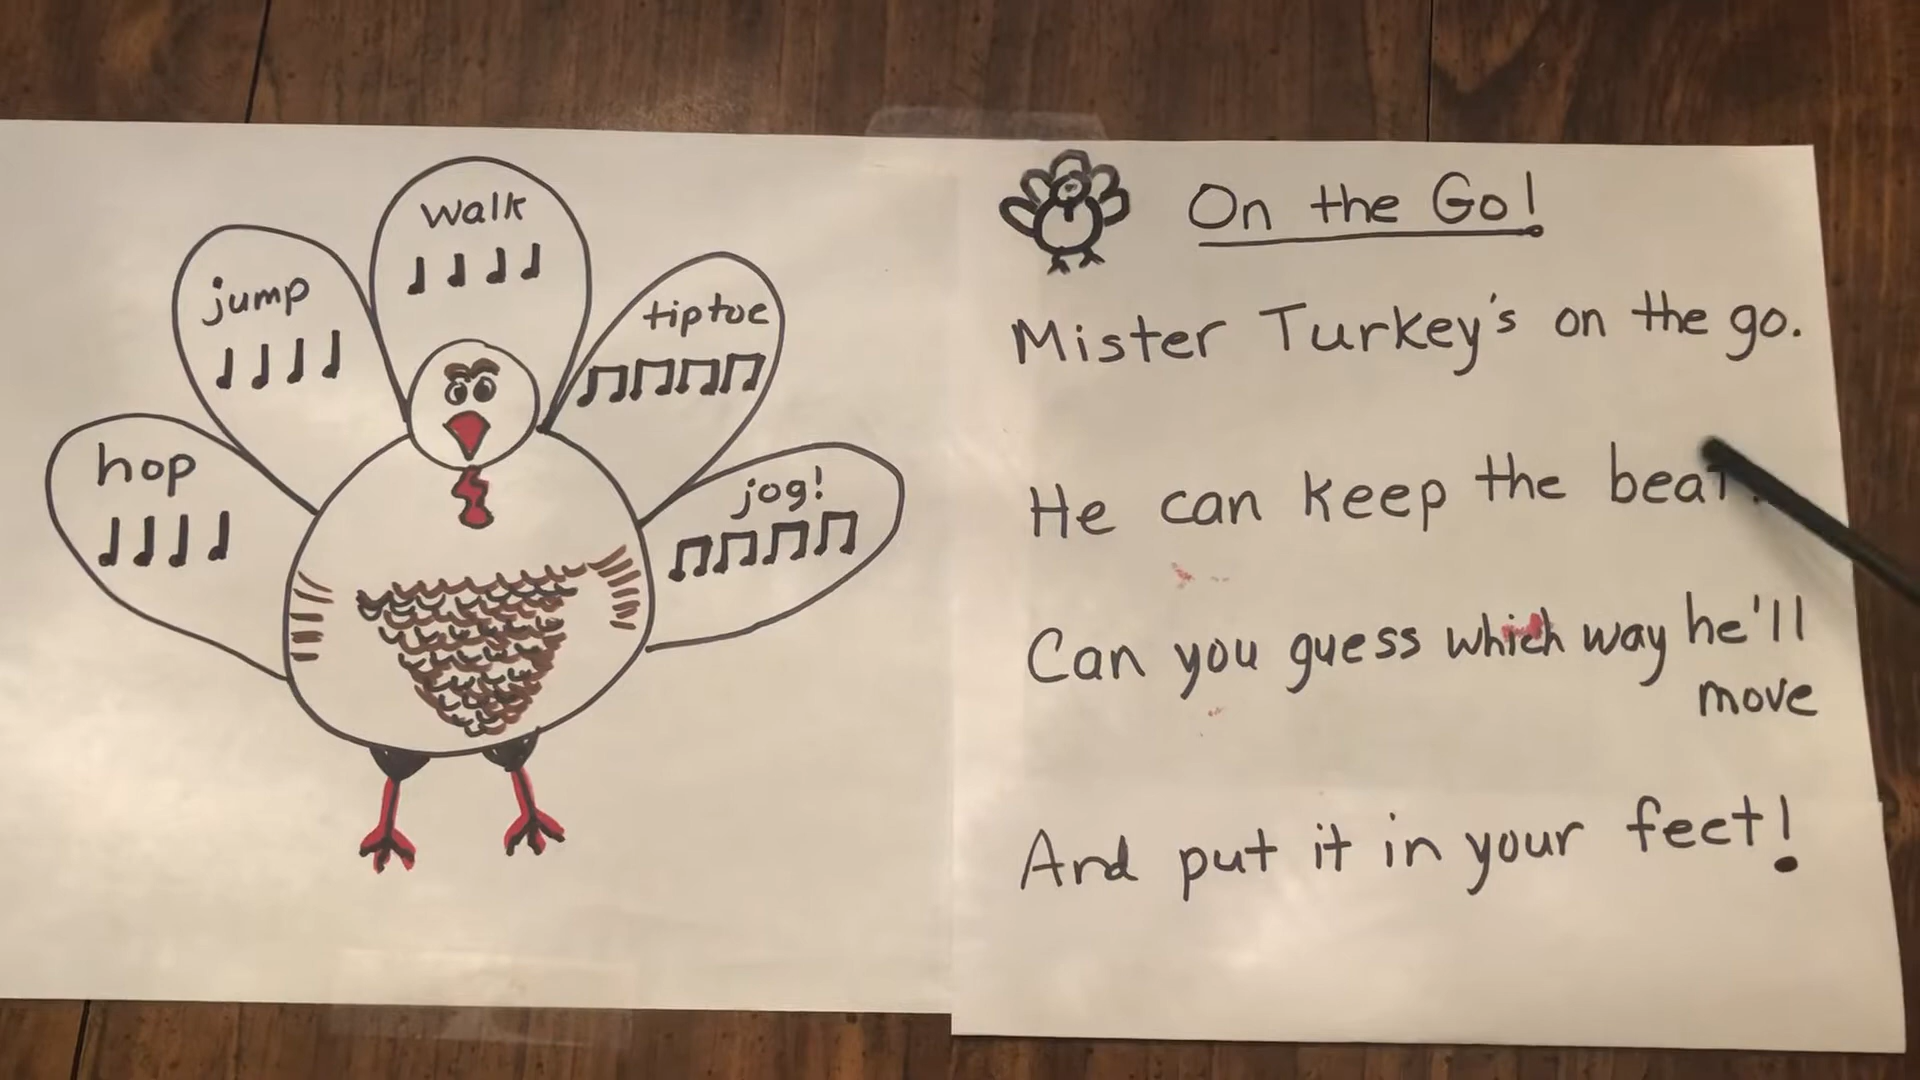 walk
jump
tiptoe
hop
jog!
On the Go!
Mister Turkey's on the go.
He can keep the beat.
Can you guess which way he'll
move
And put it in your feet!